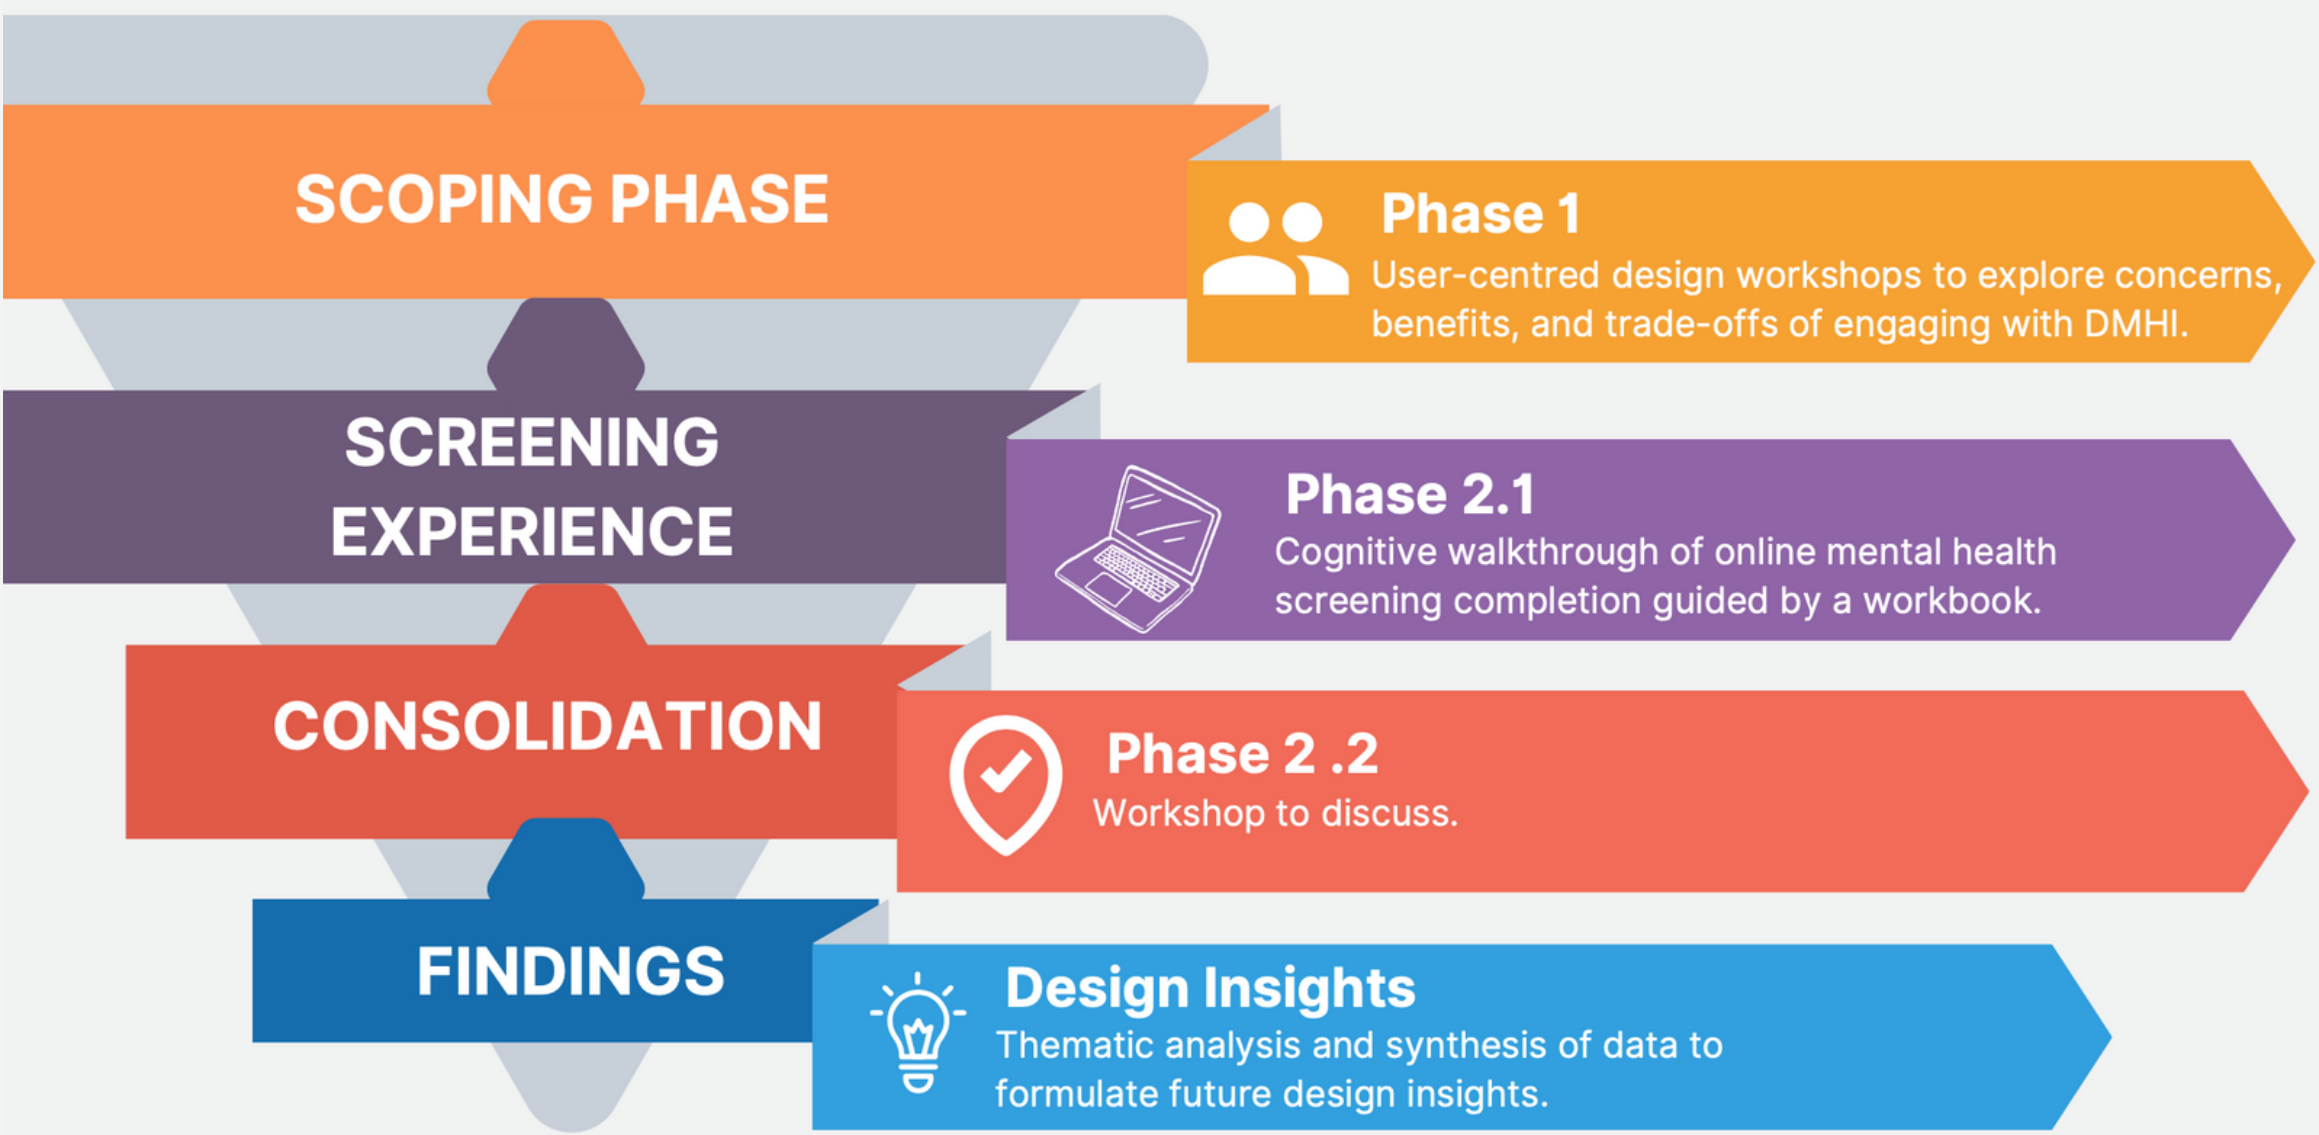 SCOPING PHASE
Phase 1
User-centred design workshops to explore concerns,
benefits, and trade-offs of engaging with DMHI.
SCREENING
EXPERIENCE
Phase 2.1
Cognitive walkthrough of online mental health
screening completion guided by a workbook.
CONSOLIDATION
Phase 2 .2
Workshop to discuss.
FINDINGS
Design Insights
Thematic analysis and synthesis of data to
formulate future design insights.